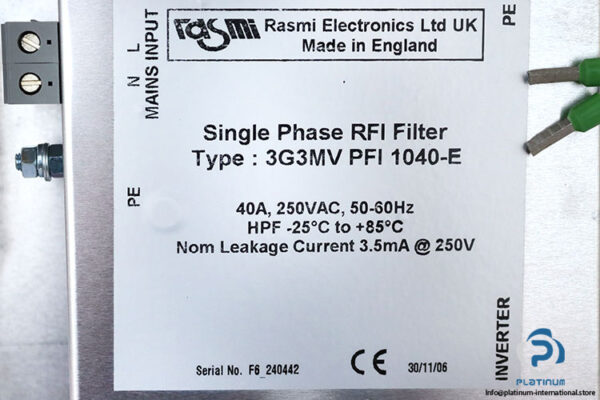 rasmi Rasmi Electronics Ltd UK
Made in England
PE
N L
MAINS INPUT
Single Phase RFI Filter
Type : 3G3MV PFI 1040-E
PE
40A, 250VAC, 50-60Hz
HPF -25°C to +85°C
Nom Leakage Current 3.5mA @ 250V
INVERTER
Serial No. F6_240442 CE 30/11/06
PLATINUM
info@platinum-international.store